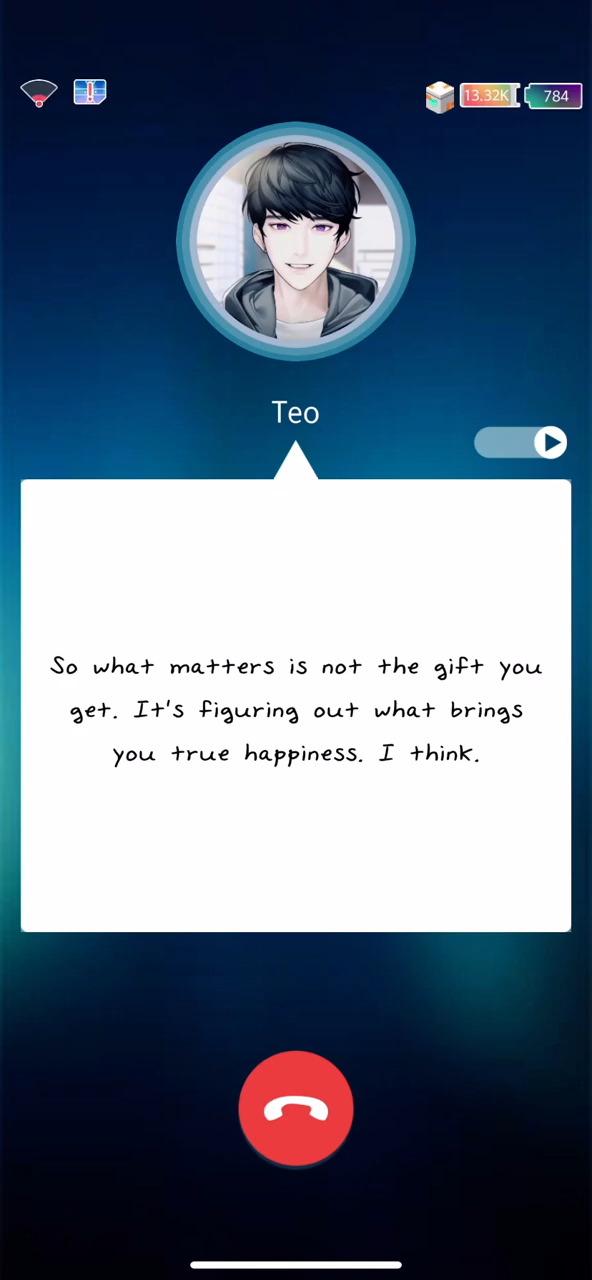 13.32K
784
Teo
So what matters is not the gift you
get. It's figuring out what brings
you true happiness. I think.